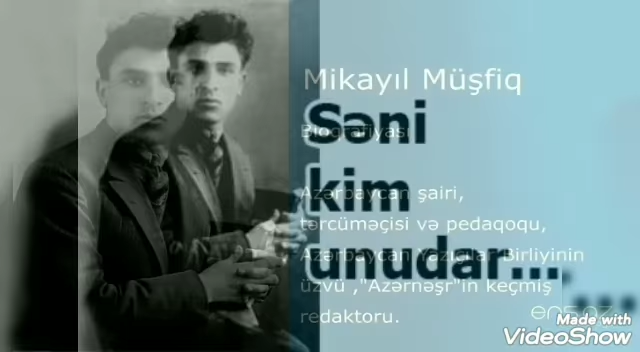 Mikayıl Müşfiq
Səni
Bioqrafiyası
kim
Azərbaycan şairi,
tərcüməçisi və pedaqoqu,
unudar...
Azərbaycan Yazıçılar Birliyinin
üzvü ,"Azərnəşr"in keçmiş
redaktoru.
Made with
VideoShow